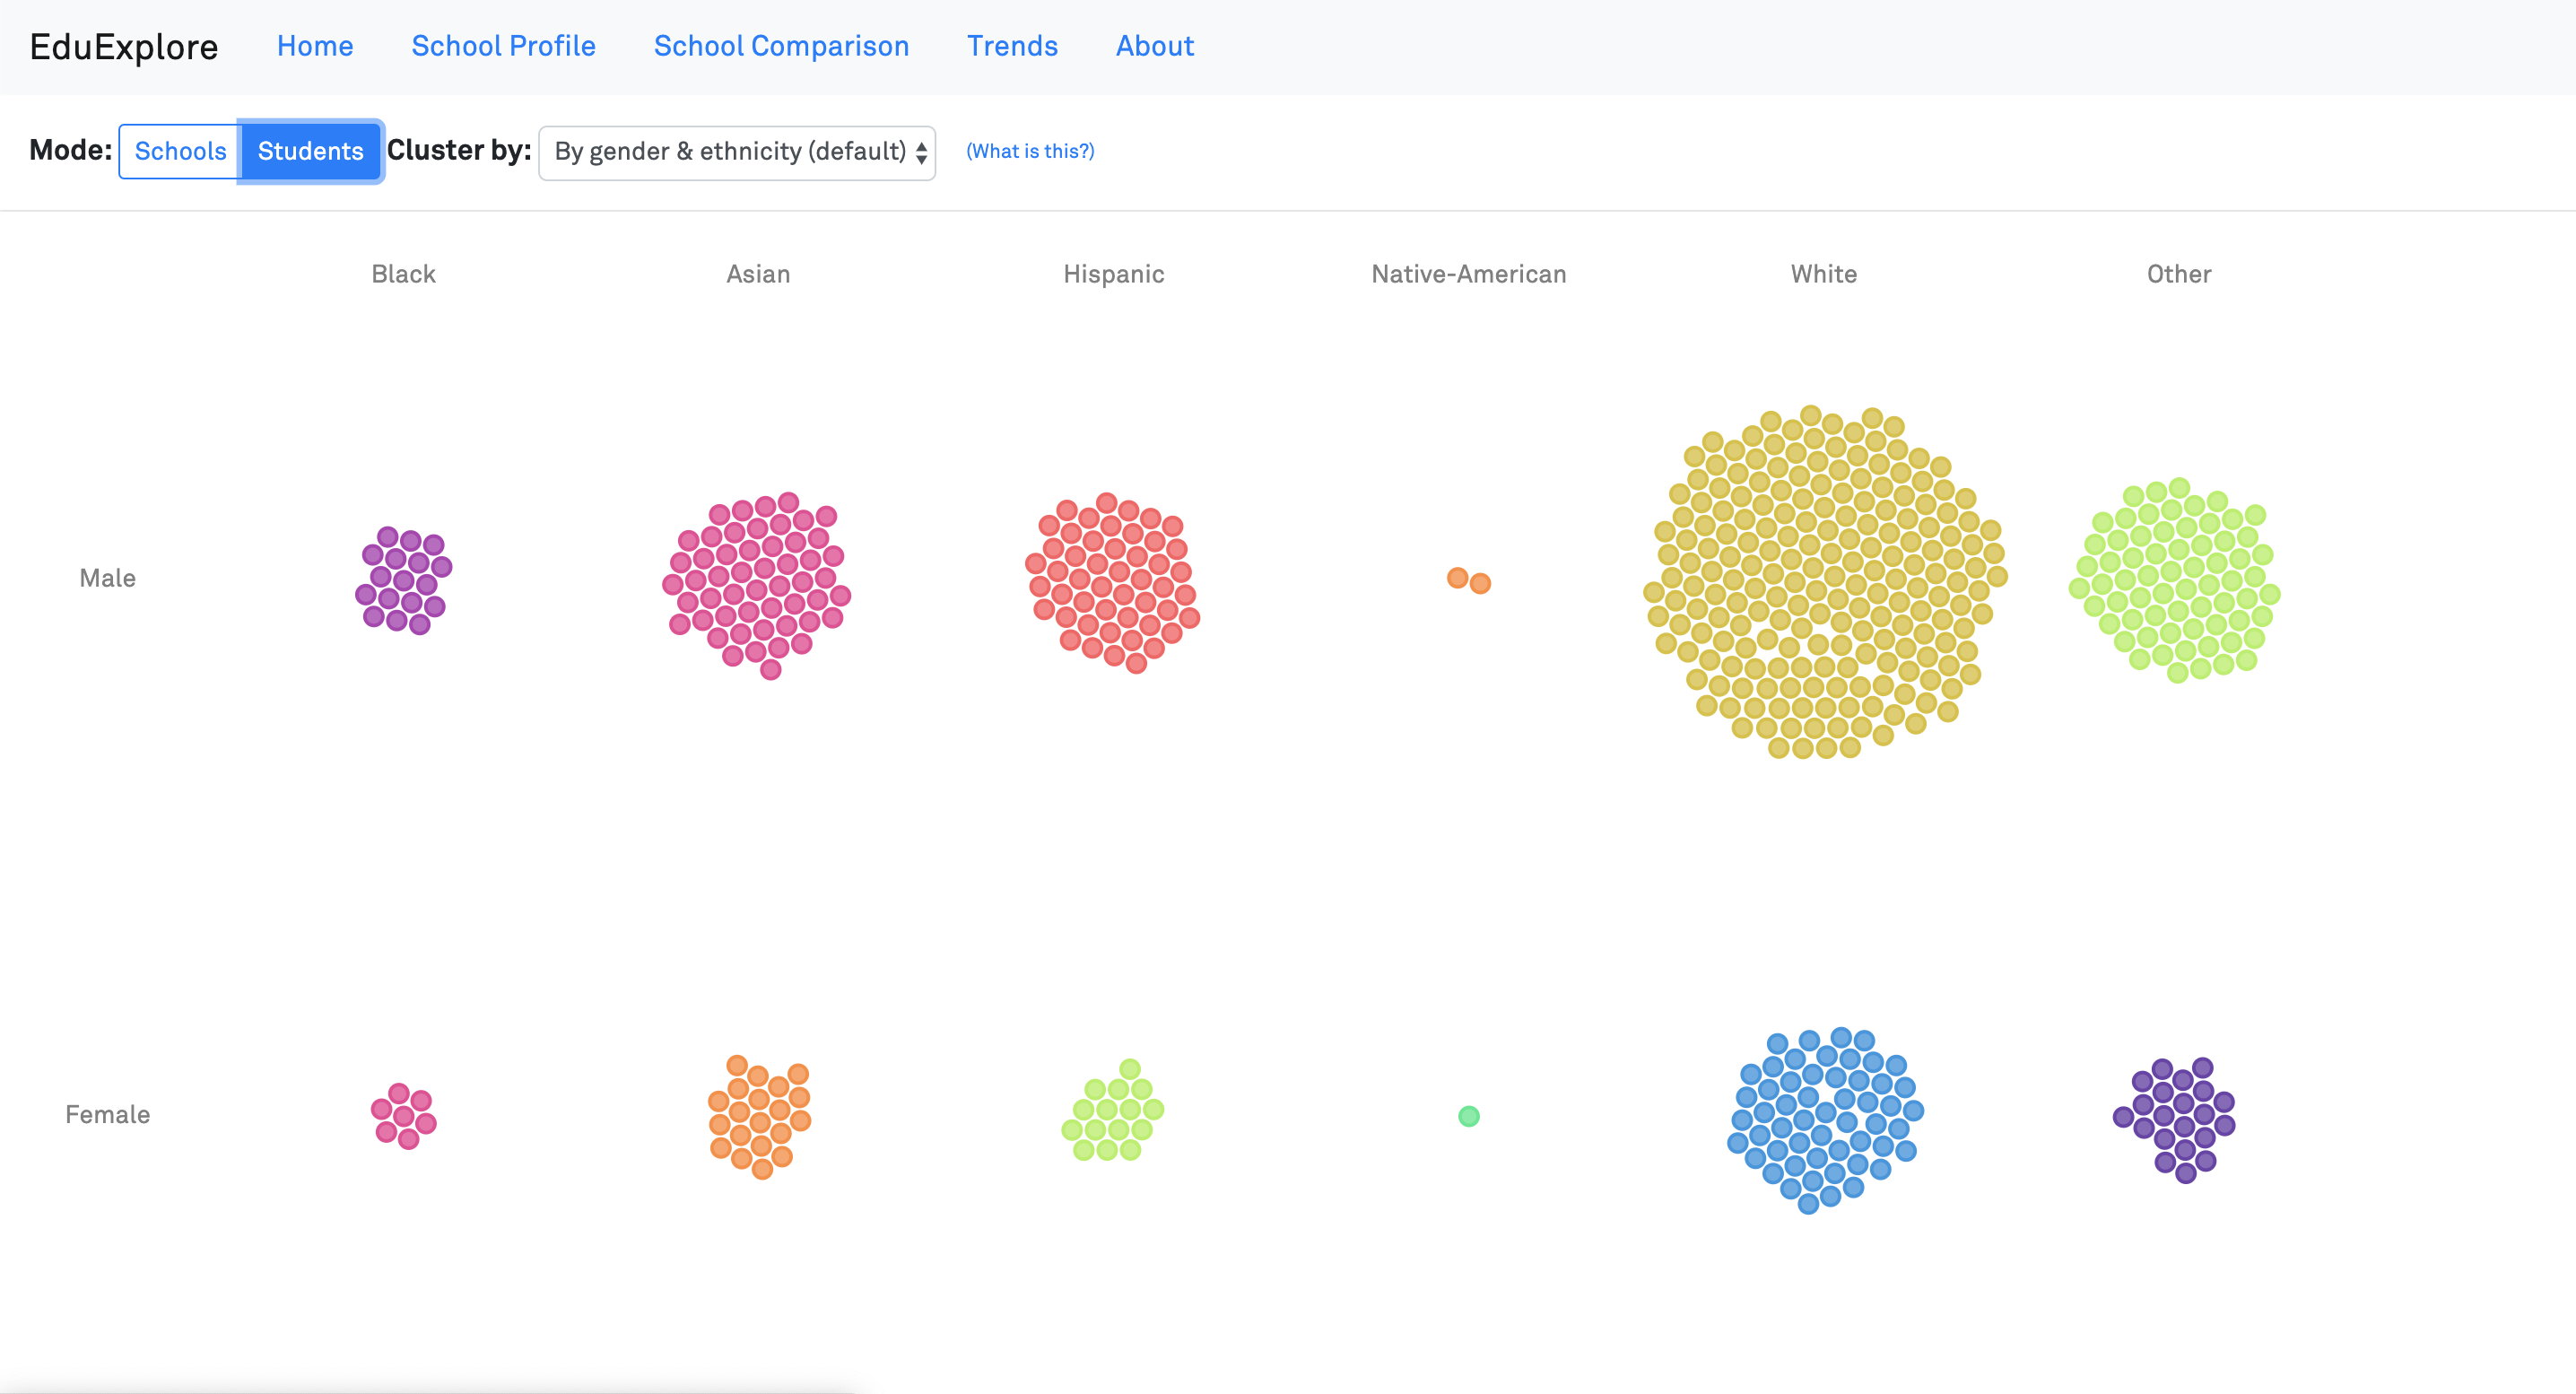 EduExplore Home School Profile School Comparison Trends About
Mode: Schools Students Cluster by: By gender & ethnicity (default) (What is this?)
Black Asian Hispanic Native-American White Other
Male
Female